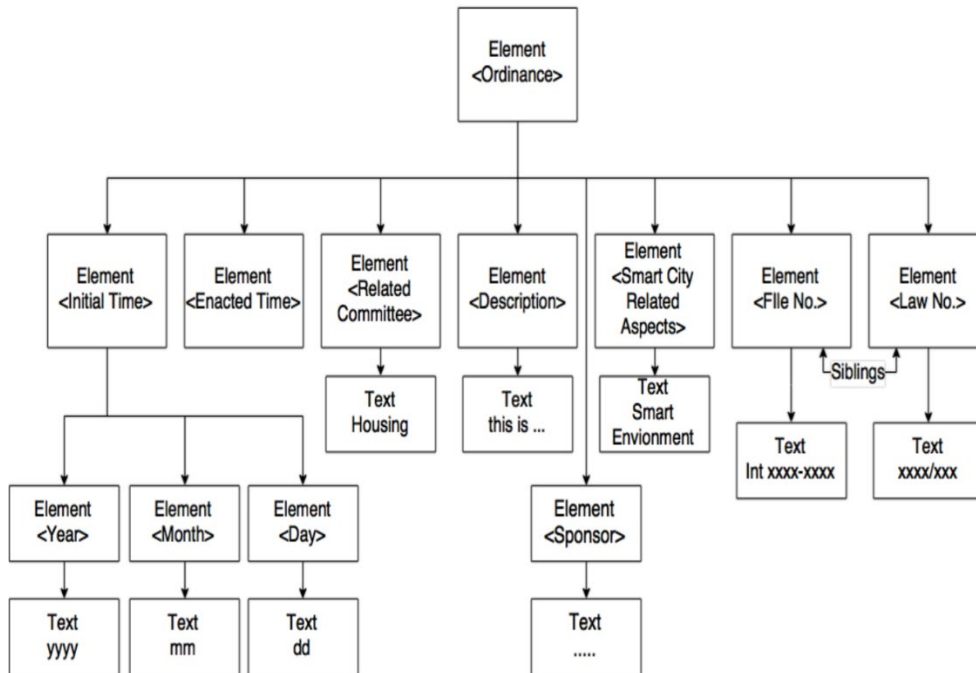 Element
<Ordinance>
Element
<Initial Time>
Element
<Enacted Time>
Element
<Related
Committee>
Element
<Description>
Element
<Smart City
Related
Aspects>
Element
<FIle No.>
Element
<Law No.>
Siblings
Text
Housing
Text
this is ...
Text
Smart
Envionment
Text
Int xxxx-xxxx
Text
xxxx/xxx
Element
<Year>
Element
<Month>
Element
<Day>
Element
<Sponsor>
Text
yyyy
Text
mm
Text
dd
Text
.....